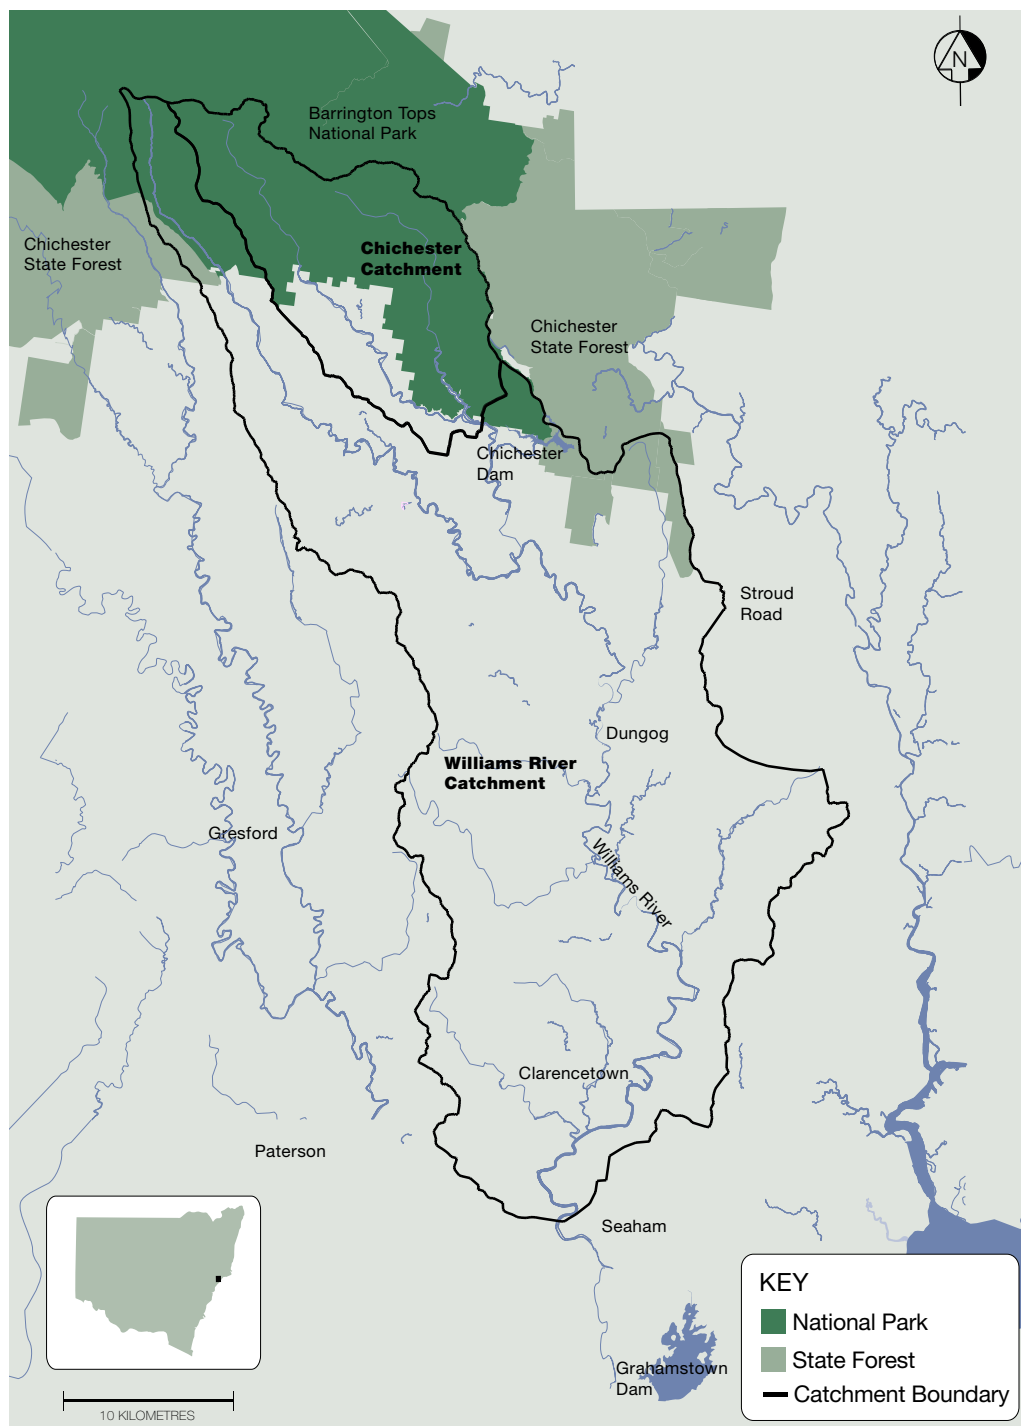 N
Barrington Tops
National Park
Chichester
State Forest
Chichester
Catchment
Chichester
State Forest
Chichester
Dam
Stroud
Road
Dungog
Williams River
Catchment
Gresford
Williams River
Clarencetown
Paterson
Seaham
Grahamstown
Dam
10 KILOMETRES
KEY
National Park
State Forest
Catchment Boundary